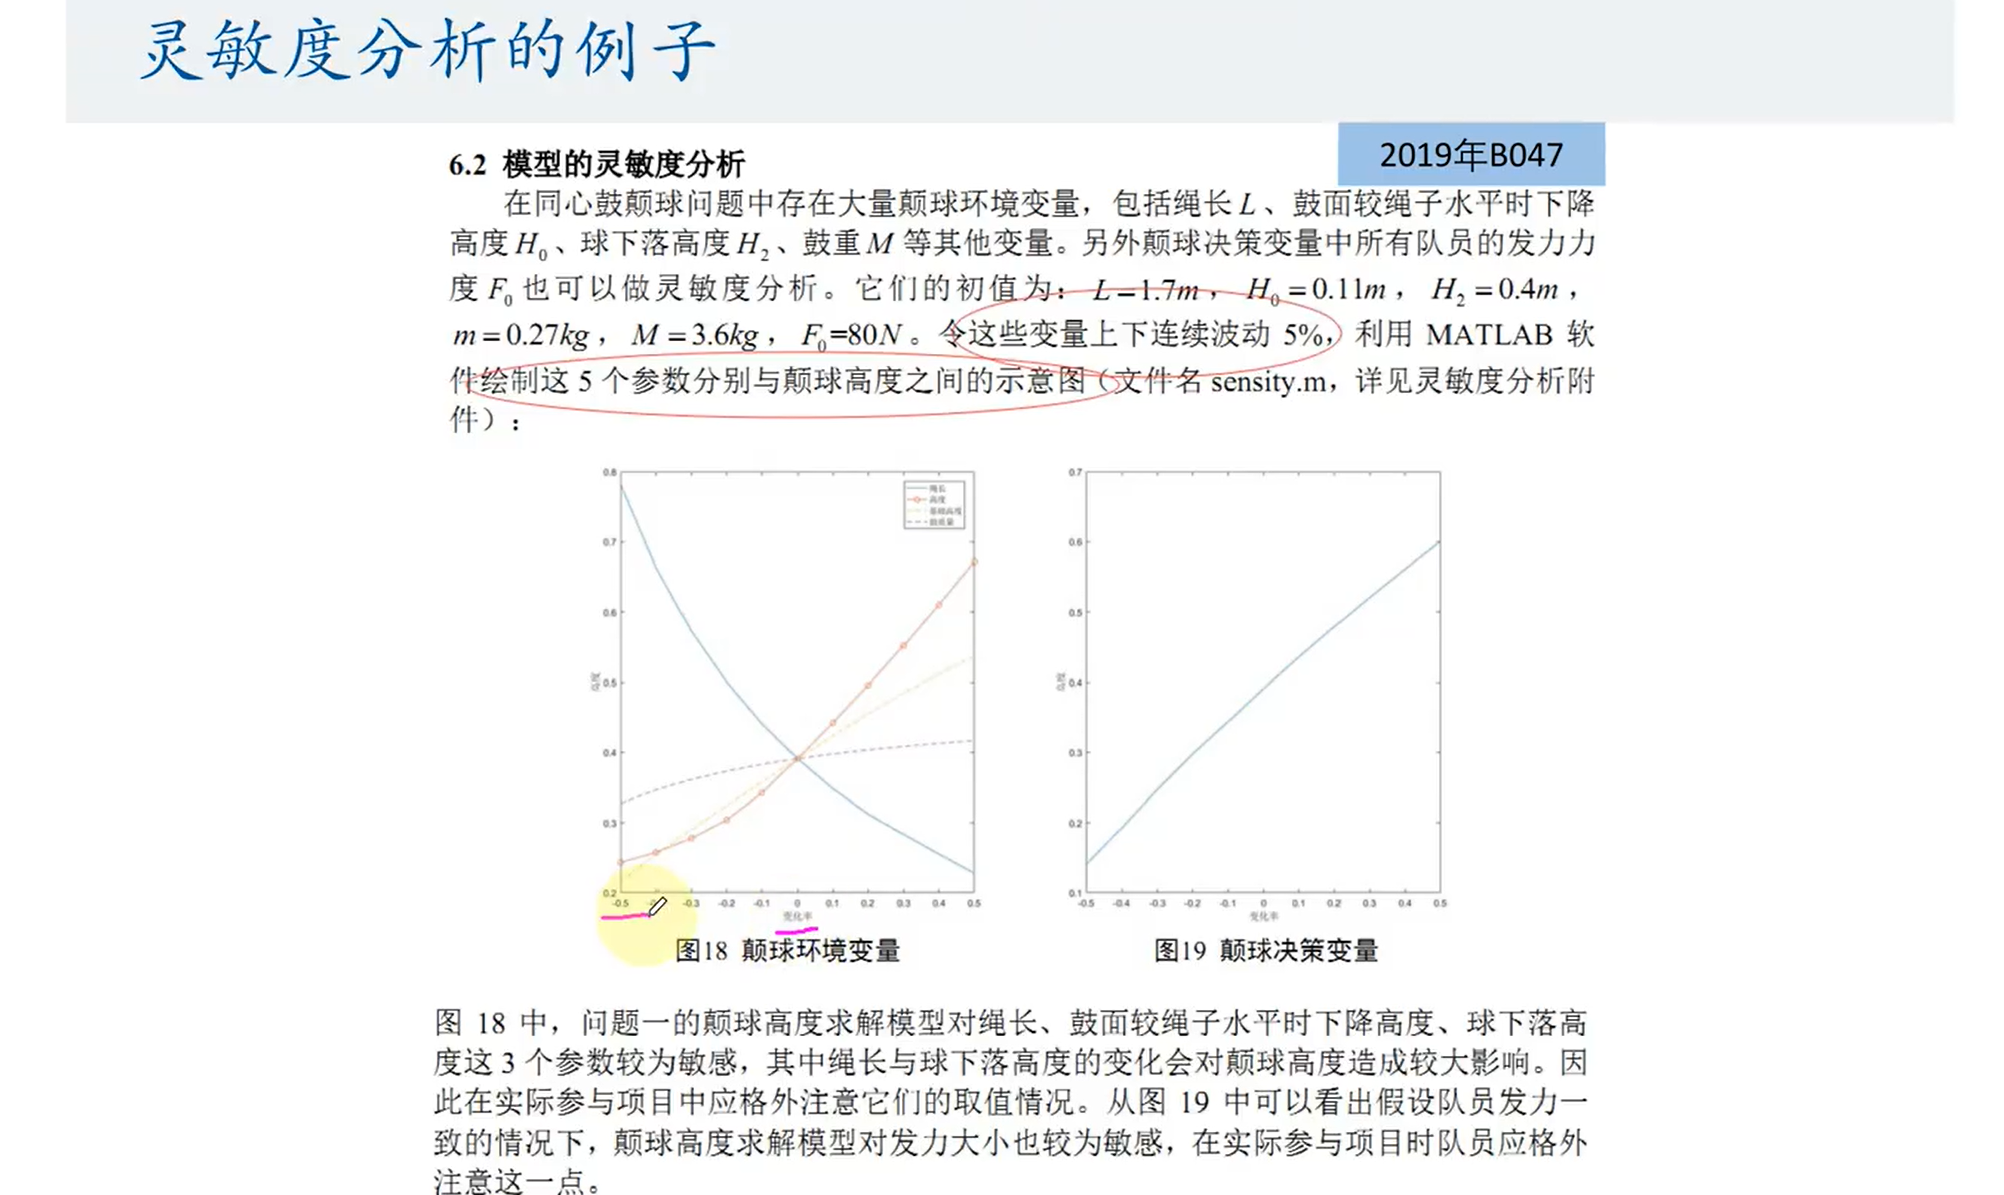 灵敏度分析的例子
2019年B047
6.2 模型的灵敏度分析
在同心鼓颠球问题中存在大量颠球环境变量，包括绳长 L、鼓面较绳子水平时下降
高度 H₀、球下落高度 H₂、鼓重 M 等其他变量。另外颠球决策变量中所有队员的发力力
度 F₀ 也可以做灵敏度分析。它们的初值为：L=1.7m，H₀=0.11m，H₂=0.4m，
m=0.27kg，M=3.6kg，F₀=80N。令这些变量上下连续波动 5%，利用 MATLAB 软
件绘制这 5 个参数分别与颠球高度之间的示意图（文件名 sensity.m，详见灵敏度分析附
件）：
绳长
高度
基础高度
鼓质量
0.8
0.7
0.6
0.5
0.4
0.3
0.2
高度
-0.5 -0.3 -0.2 -0.1 0 0.1 0.2 0.3 0.4 0.5
变化率
图18 颠球环境变量
0.7
0.6
0.5
0.4
0.3
0.2
0.1
高度
-0.5 -0.4 -0.3 -0.2 -0.1 0 0.1 0.2 0.3 0.4 0.5
变化率
图19 颠球决策变量
图 18 中，问题一的颠球高度求解模型对绳长、鼓面较绳子水平时下降高度、球下落高
度这 3 个参数较为敏感，其中绳长与球下落高度的变化会对颠球高度造成较大影响。因
此在实际参与项目中应格外注意它们的取值情况。从图 19 中可以看出假设队员发力一
致的情况下，颠球高度求解模型对发力大小也较为敏感，在实际参与项目时队员应格外
注意这一点。